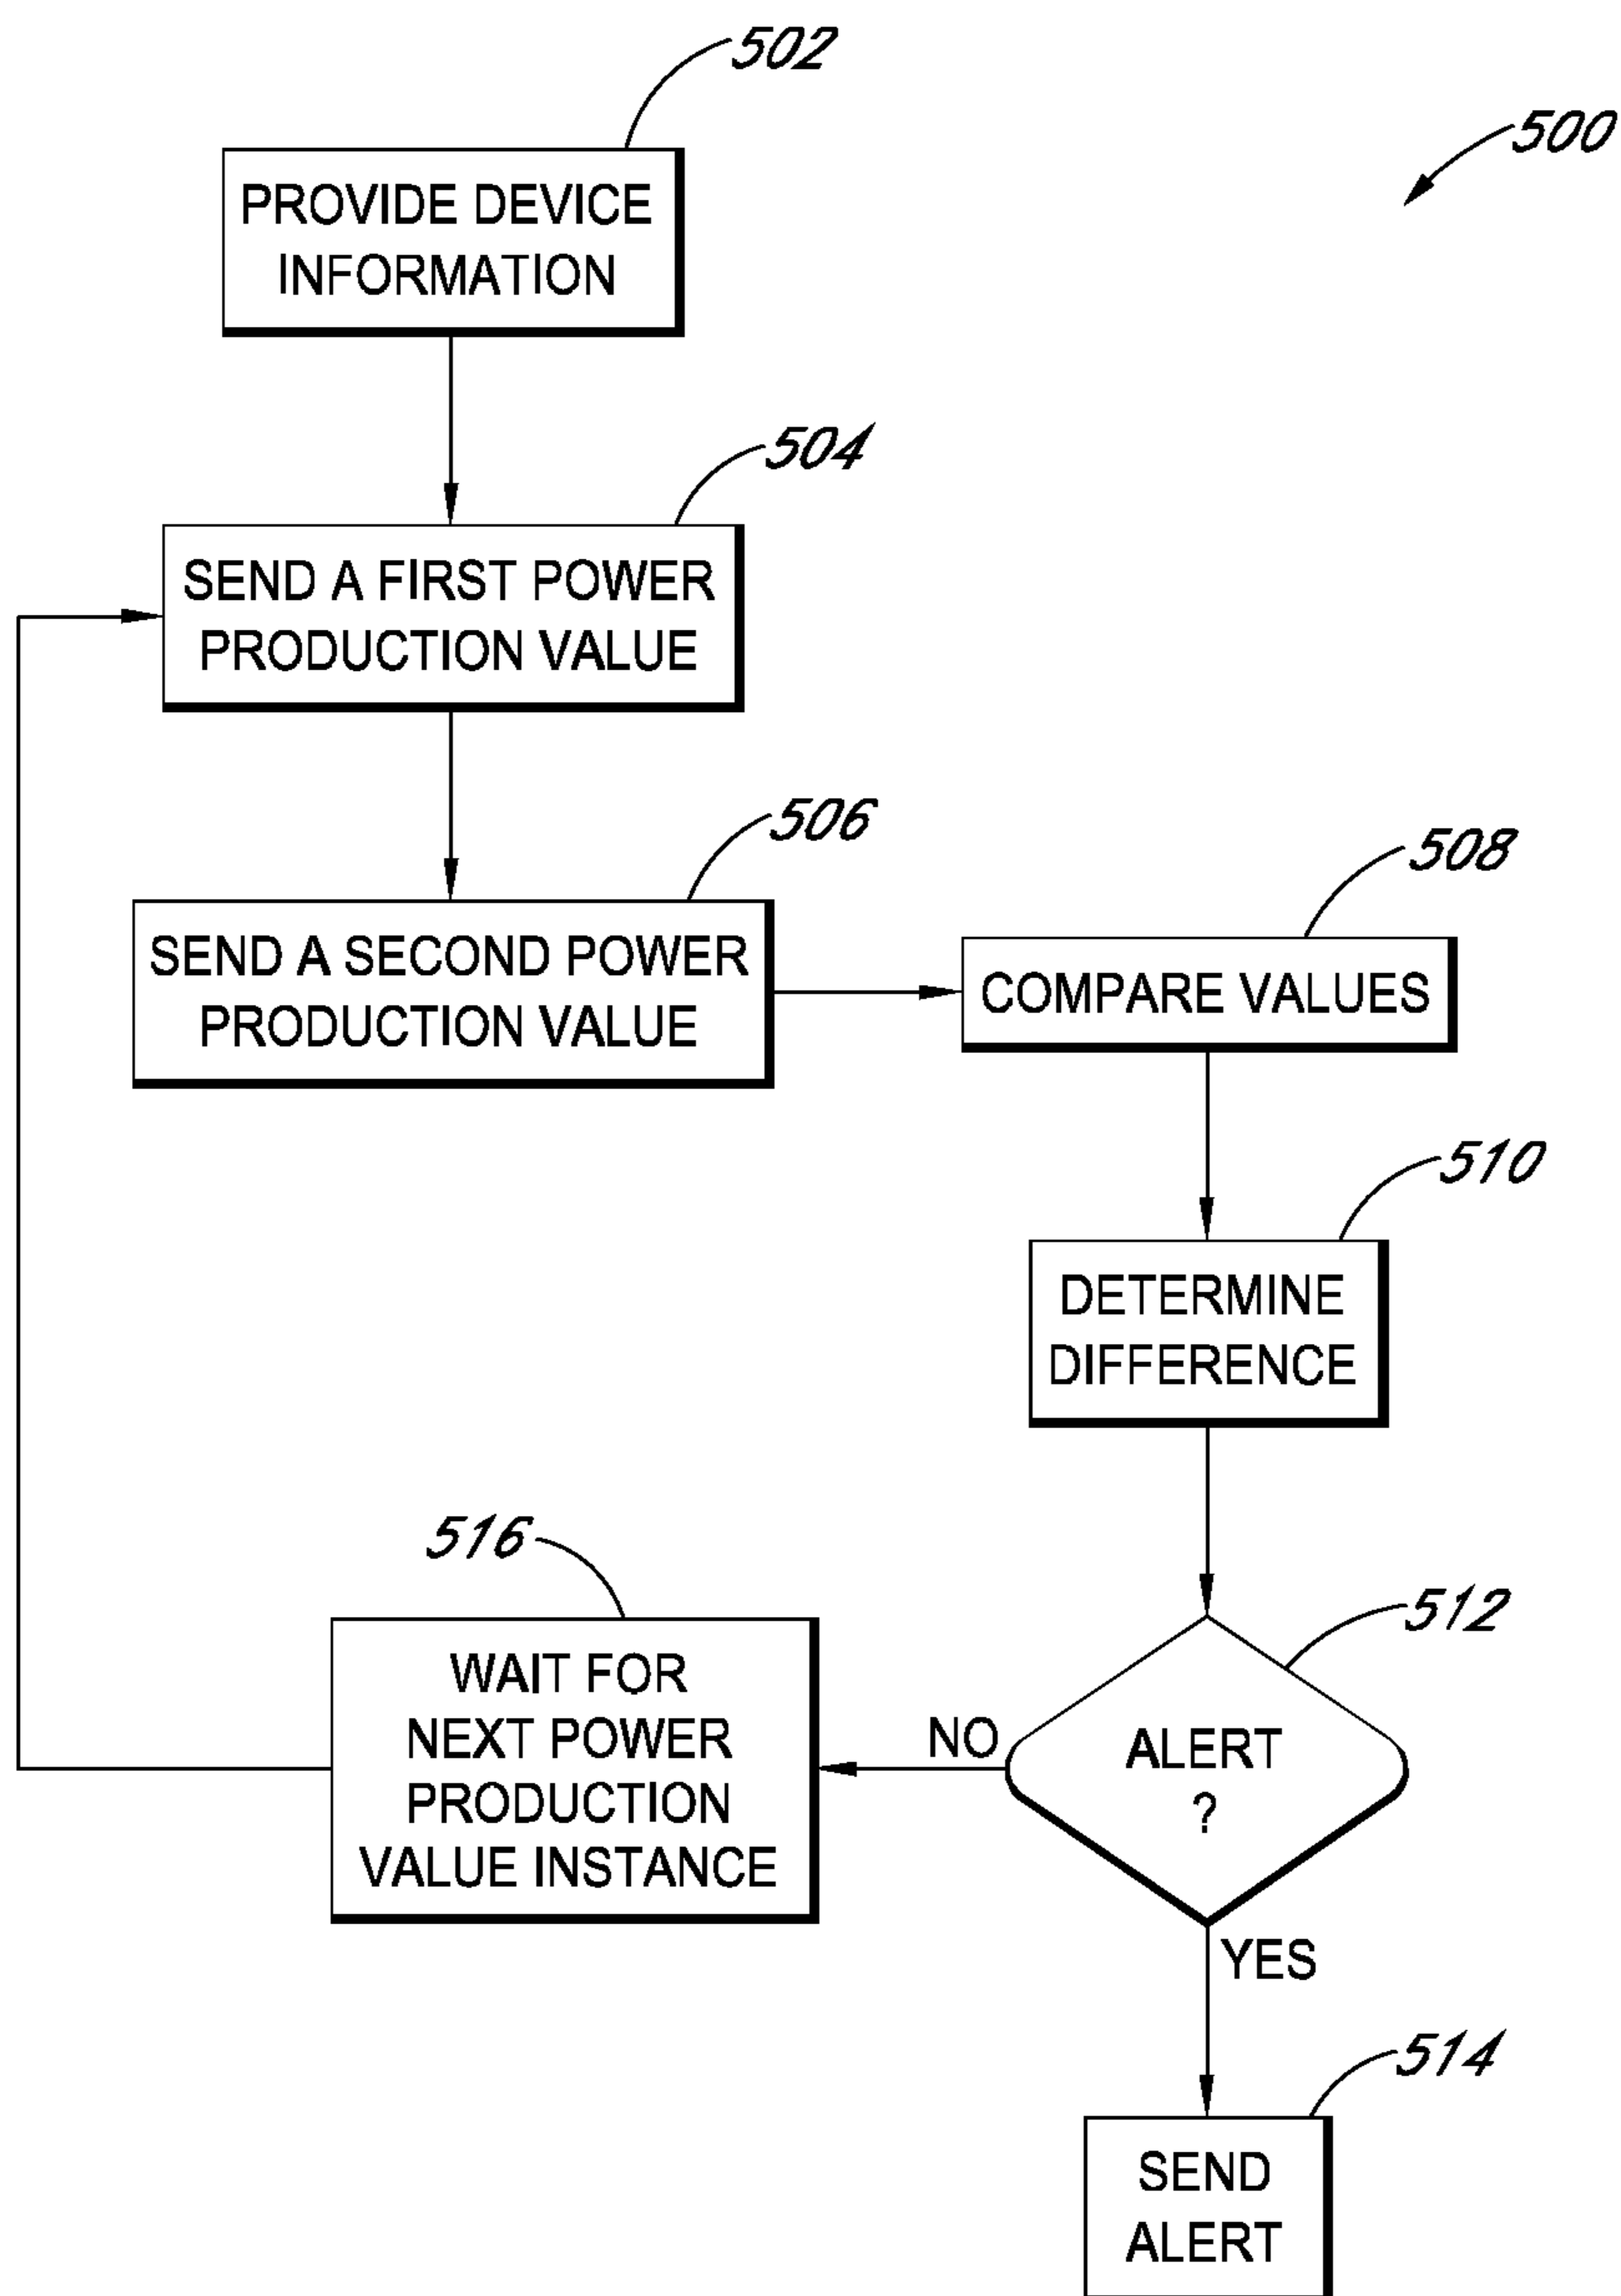 502
500
PROVIDE DEVICE
INFORMATION
504
SEND A FIRST POWER
PRODUCTION VALUE
506
SEND A SECOND POWER
PRODUCTION VALUE
508
COMPARE VALUES
510
DETERMINE
DIFFERENCE
512
ALERT
?
NO
516
WAIT FOR
NEXT POWER
PRODUCTION
VALUE INSTANCE
YES
514
SEND
ALERT